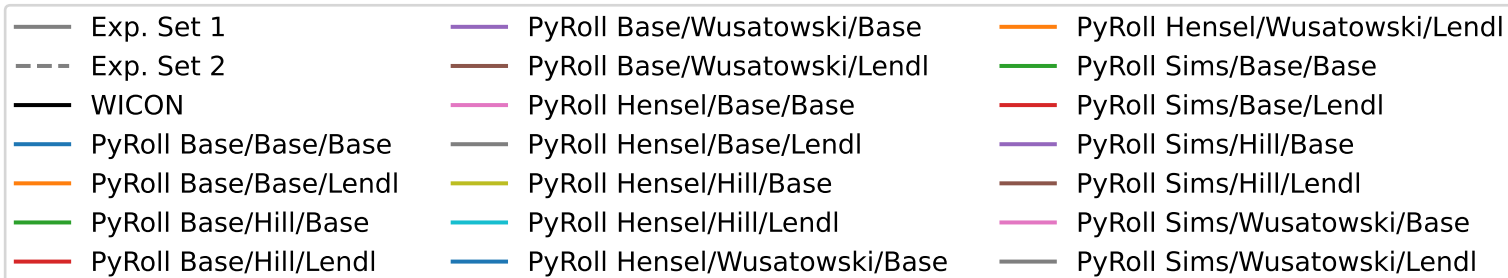 Exp. Set 1
Exp. Set 2
WICON
PyRoll Base/Base/Base
PyRoll Base/Base/Lendl
PyRoll Base/Hill/Base
PyRoll Base/Hill/Lendl
PyRoll Base/Wusatowski/Base
PyRoll Base/Wusatowski/Lendl
PyRoll Hensel/Base/Base
PyRoll Hensel/Base/Lendl
PyRoll Hensel/Hill/Base
PyRoll Hensel/Hill/Lendl
PyRoll Hensel/Wusatowski/Base
PyRoll Hensel/Wusatowski/Lendl
PyRoll Sims/Base/Base
PyRoll Sims/Base/Lendl
PyRoll Sims/Hill/Base
PyRoll Sims/Hill/Lendl
PyRoll Sims/Wusatowski/Base
PyRoll Sims/Wusatowski/Lendl